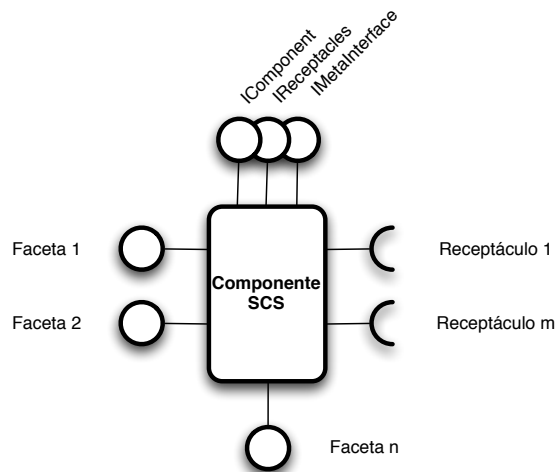 IComponent
IReceptacles
IMetaInterface
Faceta 1
Receptáculo 1
Componente
SCS
Faceta 2
Receptáculo m
Faceta n